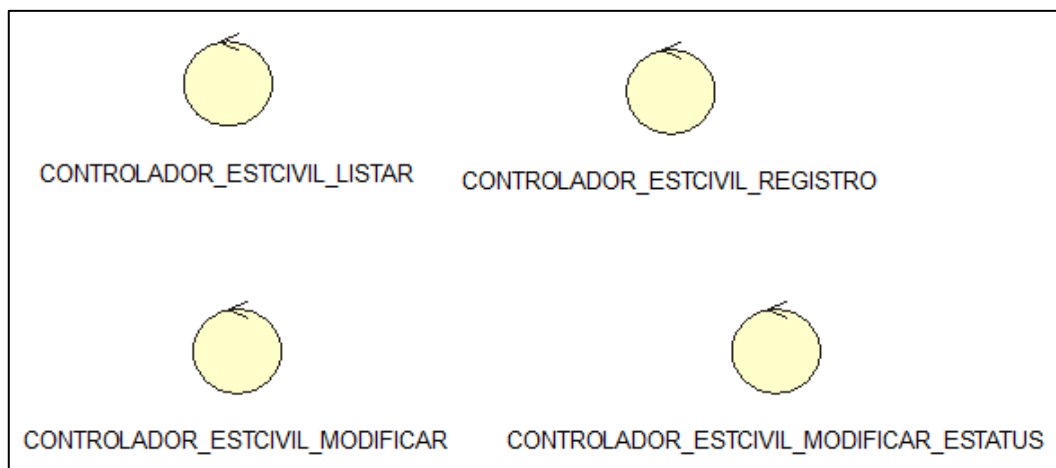 CONTROLADOR_ESTCIVIL_LISTAR
CONTROLADOR_ESTCIVIL_REGISTRO
CONTROLADOR_ESTCIVIL_MODIFICAR
CONTROLADOR_ESTCIVIL_MODIFICAR_ESTATUS